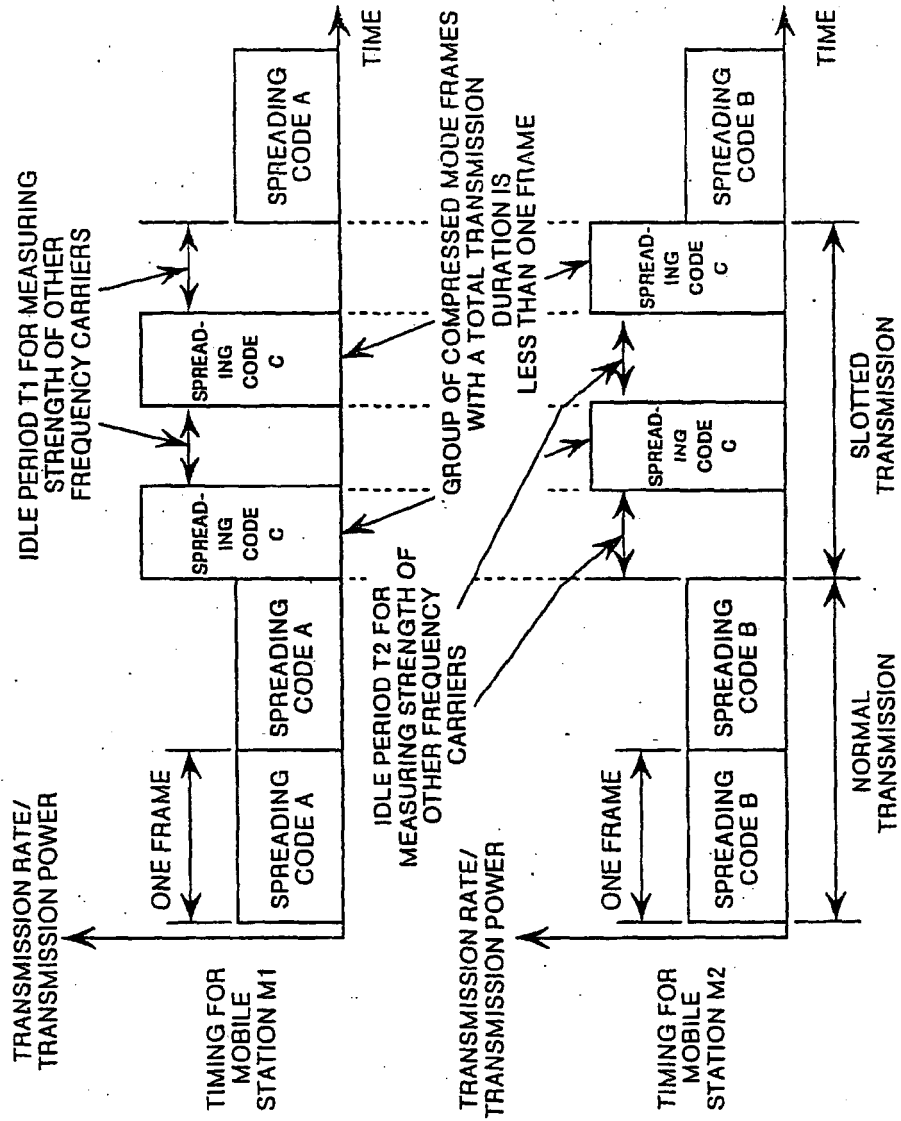 TRANSMISSION RATE/
TRANSMISSION POWER
TIMING FOR
MOBILE
STATION M1
ONE FRAME
SPREADING
CODE A
SPREADING
CODE A
SPREAD-
ING
CODE
C
SPREAD-
ING
CODE
C
SPREADING
CODE A
IDLE PERIOD T1 FOR MEASURING
STRENGTH OF OTHER
FREQUENCY CARRIERS
TIME
IDLE PERIOD T2 FOR
MEASURING STRENGTH OF
OTHER FREQUENCY
CARRIERS
GROUP OF COMPRESSED MODE FRAMES
WITH A TOTAL TRANSMISSION
DURATION IS
LESS THAN ONE FRAME
TRANSMISSION RATE/
TRANSMISSION POWER
TIMING FOR
MOBILE
STATION M2
ONE FRAME
SPREADING
CODE B
SPREADING
CODE B
SPREAD-
ING
CODE
C
SPREAD-
ING
CODE
C
SPREADING
CODE B
TIME
NORMAL
TRANSMISSION
SLOTTED
TRANSMISSION